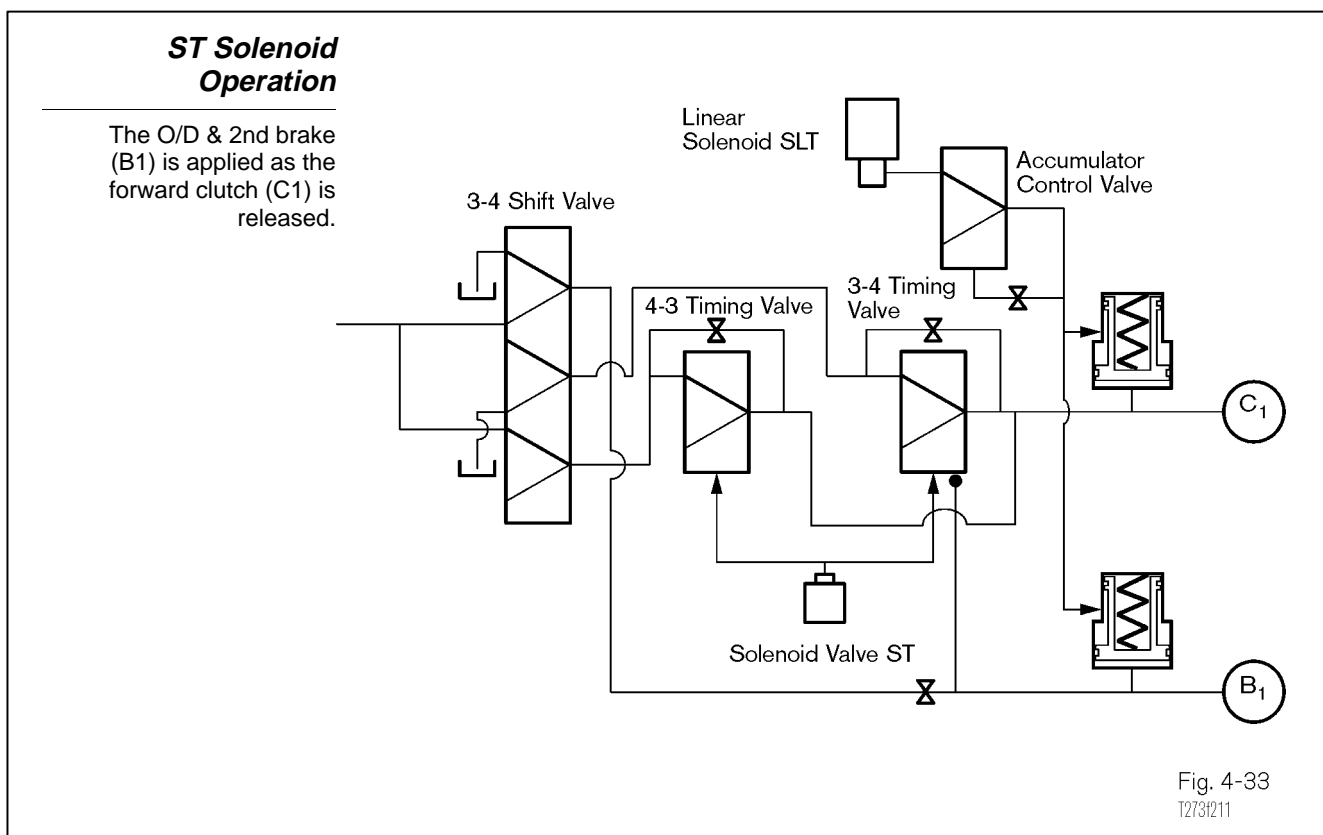 ST Solenoid
Operation
The O/D & 2nd brake
(B1) is applied as the
forward clutch (C1) is
released.
Linear
Solenoid SLT
Accumulator
Control Valve
3-4 Shift Valve
4-3 Timing Valve
3-4 Timing
Valve
C1
Solenoid Valve ST
B1
Fig. 4-33
T273f211